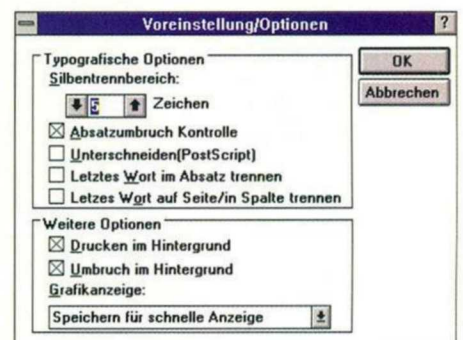 Voreinstellung/Optionen ?
Typografische Optionen
OK
Silbentrennbereich:
Abbrechen
5 Zeichen
Absatzumbruch Kontrolle
Unterschneiden(PostScript)
Letztes Wort im Absatz trennen
Letzes Wort auf Seite/in Spalte trennen
Weitere Optionen
Drucken im Hintergrund
Umbruch im Hintergrund
Grafikanzeige:
Speichern für schnelle Anzeige